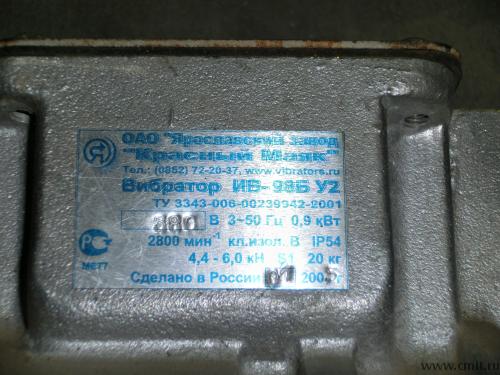 ОАО "Ярославский завод
"Красный Маяк"
Тел.: (0852) 72-20-37, www.vibrators.ru
Вибратор ИВ-98Б У2
ТУ 3343-006-00239942-2001
380 В 3~50 Гц 0,9 кВт
2800 мин⁻¹ кл.изол. В IP54
4,4 - 6,0 кН S1 20 кг
МЕ77
Сделано в России 200 г
www.cmlt.ru